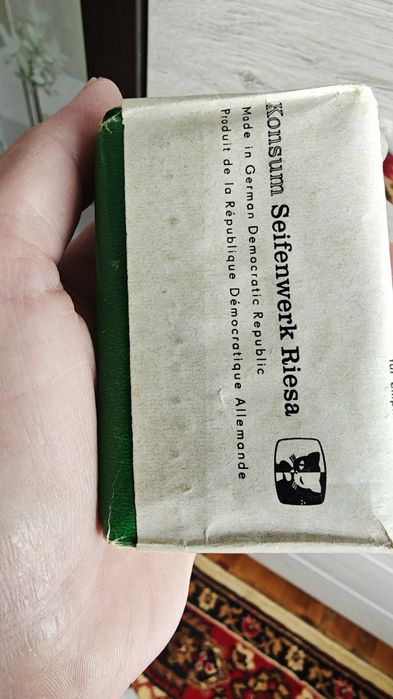 Konsum Seifenwerk Riesa
Made in German Democratic Republic
Produit de la République Démocratique Allemande